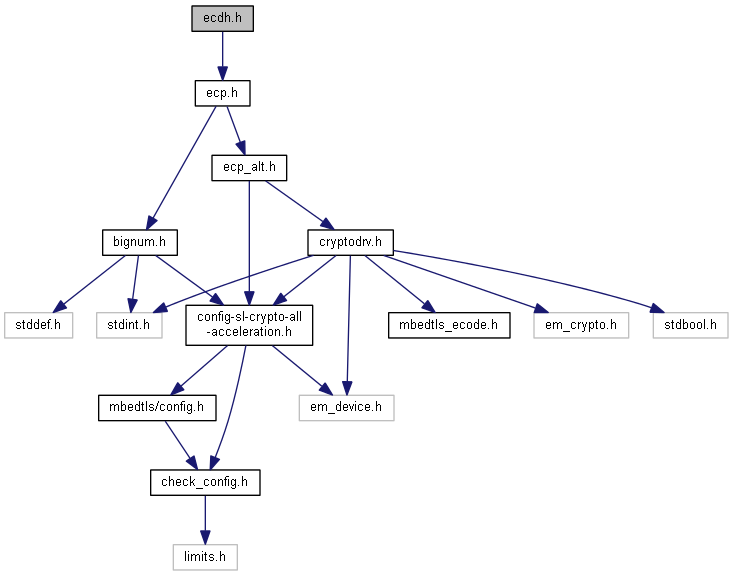 ecdh.h
ecp.h
ecp_alt.h
bignum.h
cryptodrv.h
stddef.h
stdint.h
config-sl-crypto-all
-acceleration.h
mbedtls_ecode.h
em_crypto.h
stdbool.h
mbedtls/config.h
em_device.h
check_config.h
limits.h